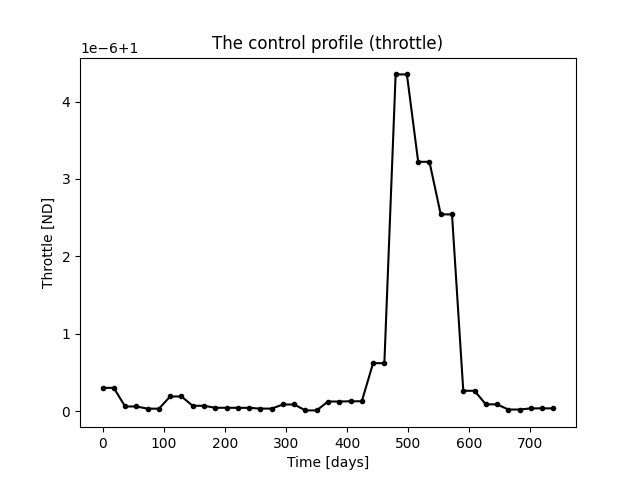 The control profile (throttle)
1e−6+1
4
3
2
1
0
Throttle [ND]
0 100 200 300 400 500 600 700
Time [days]